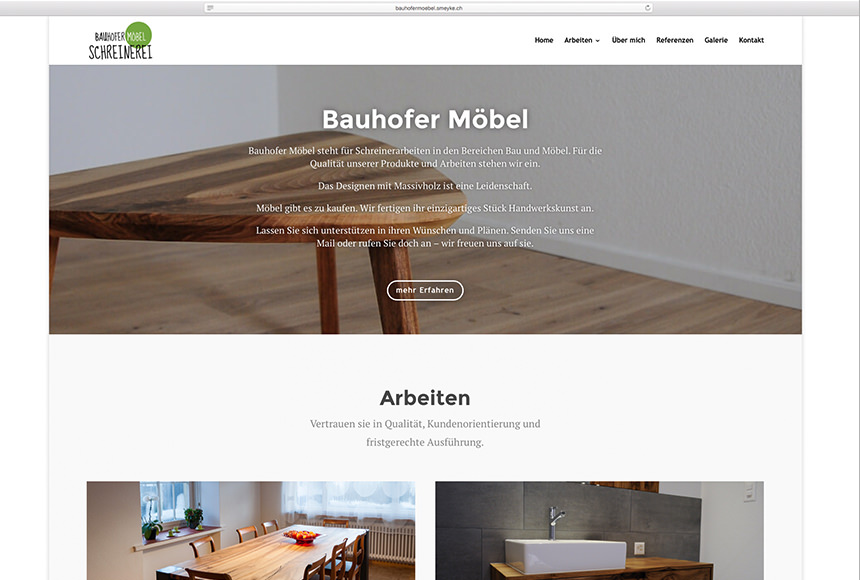 bauhofermoebel.smeyke.ch
BAUHOFER MÖBEL
SCHREINEREI
Home Arbeiten Über mich Referenzen Galerie Kontakt
Bauhofer Möbel
Bauhofer Möbel steht für Schreinerarbeiten in den Bereichen Bau und Möbel. Für die
Qualität unserer Produkte und Arbeiten stehen wir ein.
Das Designen mit Massivholz ist eine Leidenschaft.
Möbel gibt es zu kaufen. Wir fertigen ihr einzigartiges Stück Handwerkskunst an.
Lassen Sie sich unterstützen in ihren Wünschen und Plänen. Senden Sie uns eine
Mail oder rufen Sie doch an – wir freuen uns auf sie.
mehr Erfahren
Arbeiten
Vertrauen sie in Qualität, Kundenorientierung und
fristgerechte Ausführung.